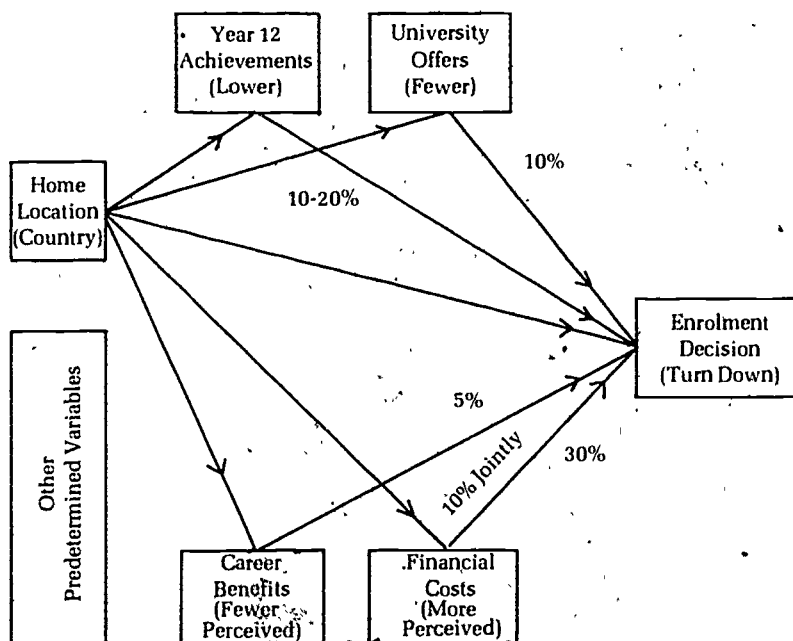 Year 12
Achievements
(Lower)
University
Offers
(Fewer)
10%
10-20%
Home
Location
(Country)
Enrolment
Decision
(Turn Down)
5%
10% Jointly
30%
Other
Predetermined Variables
Career
Benefits
(Fewer
Perceived)
Financial
Costs
(More
Perceived)